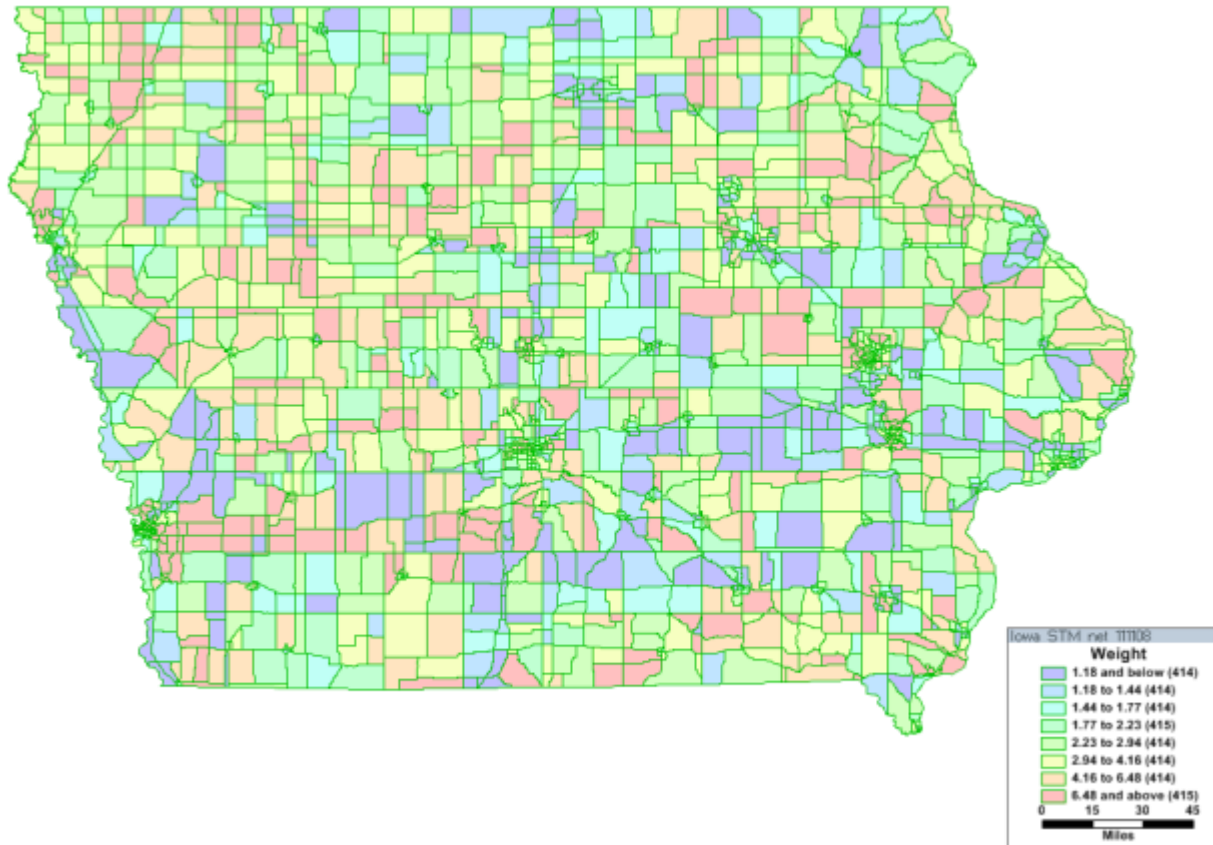 Iowa STM net 111108
Weight
1.18 and below (414)
1.18 to 1.44 (414)
1.44 to 1.77 (414)
1.77 to 2.23 (415)
2.23 to 2.94 (414)
2.94 to 4.16 (414)
4.16 to 6.48 (414)
6.48 and above (415)
0 15 30 45
Miles